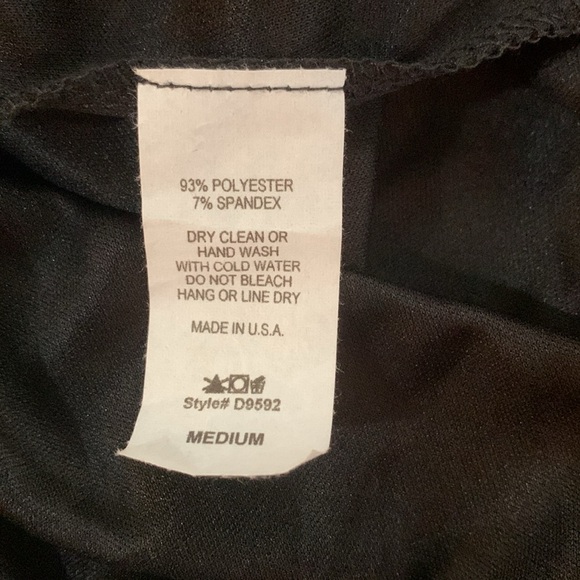 93% POLYESTER
7% SPANDEX
DRY CLEAN OR
HAND WASH
WITH COLD WATER
DO NOT BLEACH
HANG OR LINE DRY
MADE IN U.S.A.
Style# D9592
MEDIUM